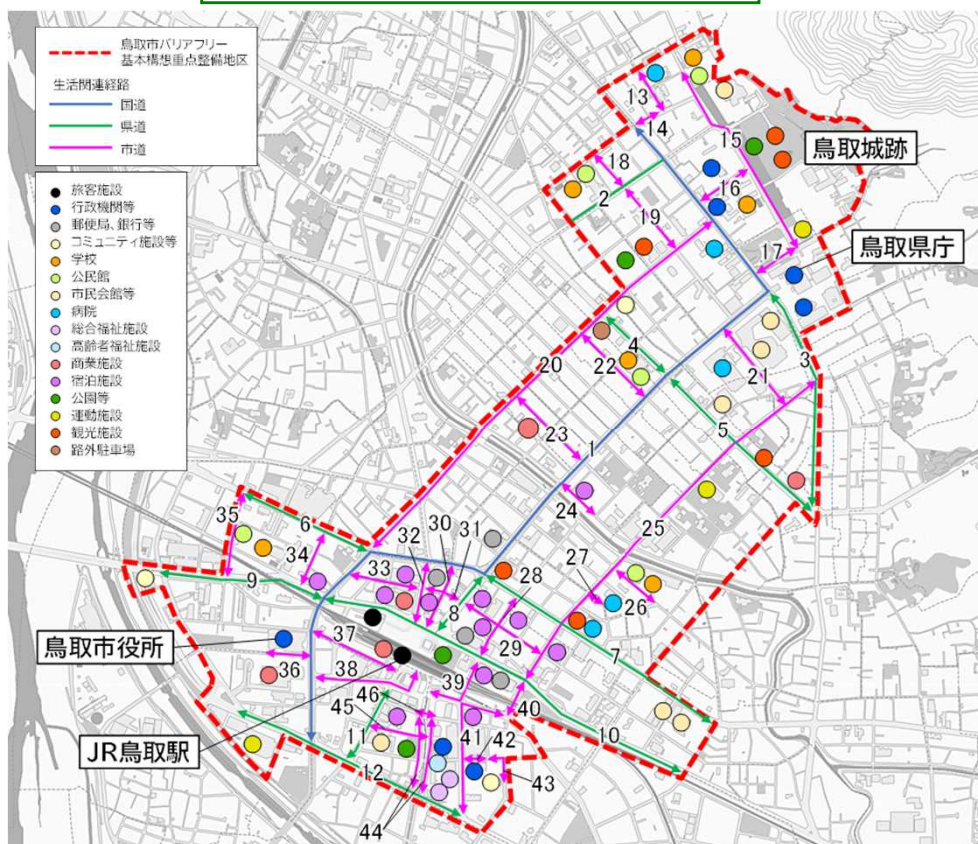 鳥取市バリアフリー
基本構想重点整備地区
生活関連経路
国道
県道
市道
旅客施設
行政機関等
郵便局、銀行等
コミュニティ施設等
学校
公民館
市民会館等
病院
総合福祉施設
高齢者福祉施設
商業施設
宿泊施設
公園等
運動施設
観光施設
路外駐車場
13
14
15
鳥取城跡
18
16
2
19
17
鳥取県庁
4
3
20
22
21
1
5
23
24
25
35
6
30
31
32
34
33
27
28
9
8
26
鳥取市役所
37
29
7
36
38
39
46
40
45
41
10
JR鳥取駅
11
42
12
43
44